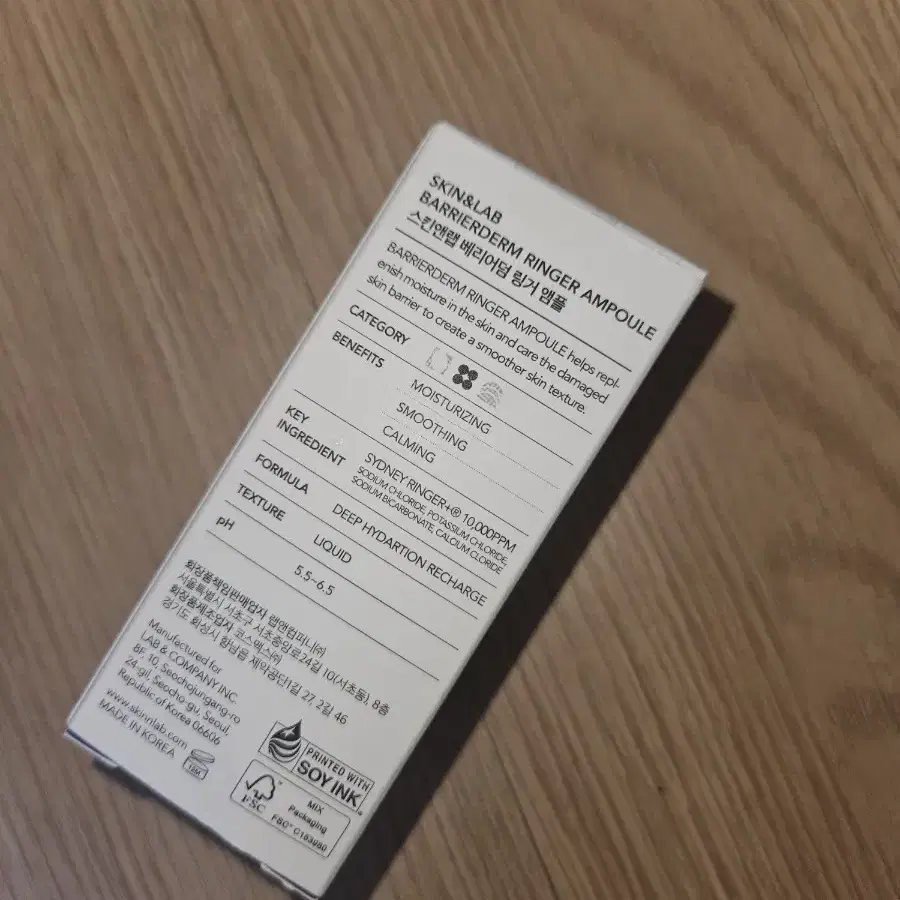 SKIN&LAB
BARRIERDERM RINGER AMPOULE
스킨앤랩 베리어덤 링거 앰플
BARRIERDERM RINGER AMPOULE helps repl-
enish moisture in the skin and care the damaged
skin barrier to create a smoother skin texture.
CATEGORY
BENEFITS
MOISTURIZING
SMOOTHING
CALMING
KEY
INGREDIENT
SYDNEY RINGER+® 10,000PPM
SODIUM CHLORIDE, POTASSIUM CHLORIDE,
SODIUM BICARBONATE, CALCIUM CLORIDE
FORMULA
DEEP HYDARTION RECHARGE
TEXTURE
LIQUID
pH
5.5~6.5
화장품책임판매업자 랩앤컴퍼니㈜
서울특별시 서초구 서초중앙로24길 10(서초동), 8층
화장품제조업자 코스맥스㈜
경기도 화성시 향남읍 제약공단1길 27, 2길 46
Manufactured for
LAB & COMPANY INC.
8F, 10, Seochojungang-ro
24-gil, Seocho-gu, Seoul,
Republic of Korea 06606
www.skinnlab.com
MADE IN KOREA
12M
PRINTED WITH
SOY INK
FSC
MIX
Packaging
FSC® C163980